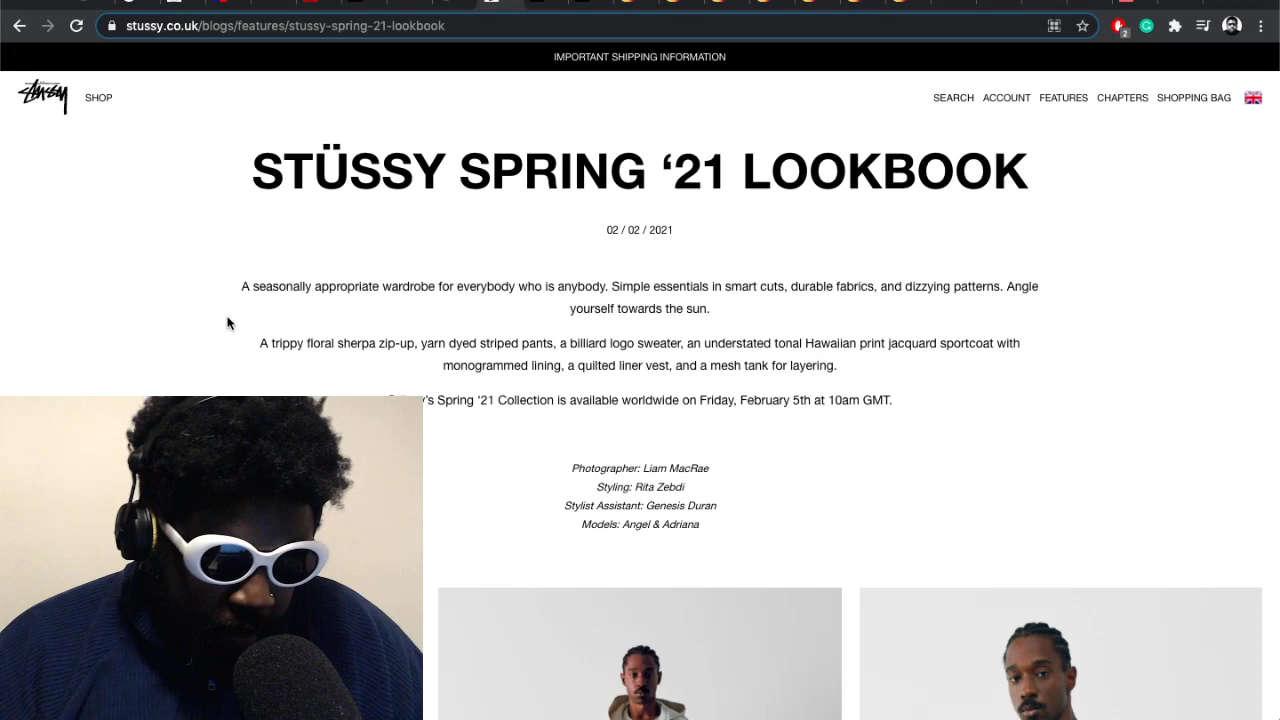 stussy.co.uk/blogs/features/stussy-spring-21-lookbook
2
IMPORTANT SHIPPING INFORMATION
Stüssy
SHOP
SEARCH ACCOUNT FEATURES CHAPTERS SHOPPING BAG
STÜSSY SPRING ‘21 LOOKBOOK
02 / 02 / 2021
A seasonally appropriate wardrobe for everybody who is anybody. Simple essentials in smart cuts, durable fabrics, and dizzying patterns. Angle
yourself towards the sun.
A trippy floral sherpa zip-up, yarn dyed striped pants, a billiard logo sweater, an understated tonal Hawaiian print jacquard sportcoat with
monogrammed lining, a quilted liner vest, and a mesh tank for layering.
Spring ‘21 Collection is available worldwide on Friday, February 5th at 10am GMT.
Photographer: Liam MacRae
Styling: Rita Zebdi
Stylist Assistant: Genesis Duran
Models: Angel & Adriana